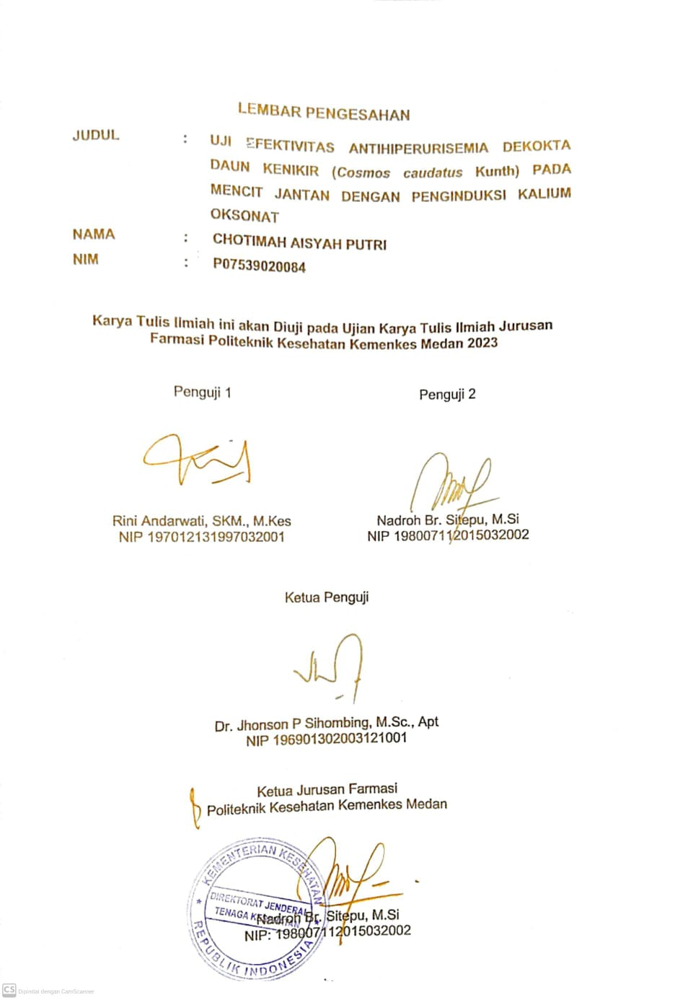 LEMBAR PENGESAHAN
JUDUL : UJI EFEKTIVITAS ANTIHIPERURISEMIA DEKOKTA
DAUN KENIKIR (Cosmos caudatus Kunth) PADA
MENCIT JANTAN DENGAN PENGINDUKSI KALIUM
OKSONAT
NAMA : CHOTIMAH AISYAH PUTRI
NIM : P07539020084
Karya Tulis Ilmiah ini akan Diuji pada Ujian Karya Tulis Ilmiah Jurusan
Farmasi Politeknik Kesehatan Kemenkes Medan 2023
Penguji 1
Penguji 2
Rini Andarwati, SKM., M.Kes
NIP 197012131997032001
Nadroh Br. Sitepu, M.Si
NIP 198007112015032002
Ketua Penguji
Dr. Jhonson P Sihombing, M.Sc., Apt
NIP 196901302003121001
Ketua Jurusan Farmasi
Politeknik Kesehatan Kemenkes Medan
KEMENTERIAN KESEHATAN
DIREKTORAT JENDERAL
TENAGA KESEHATAN
REPUBLIK INDONESIA
Nadroh Br. Sitepu, M.Si
NIP: 198007112015032002
CS Dipindai dengan CamScanner